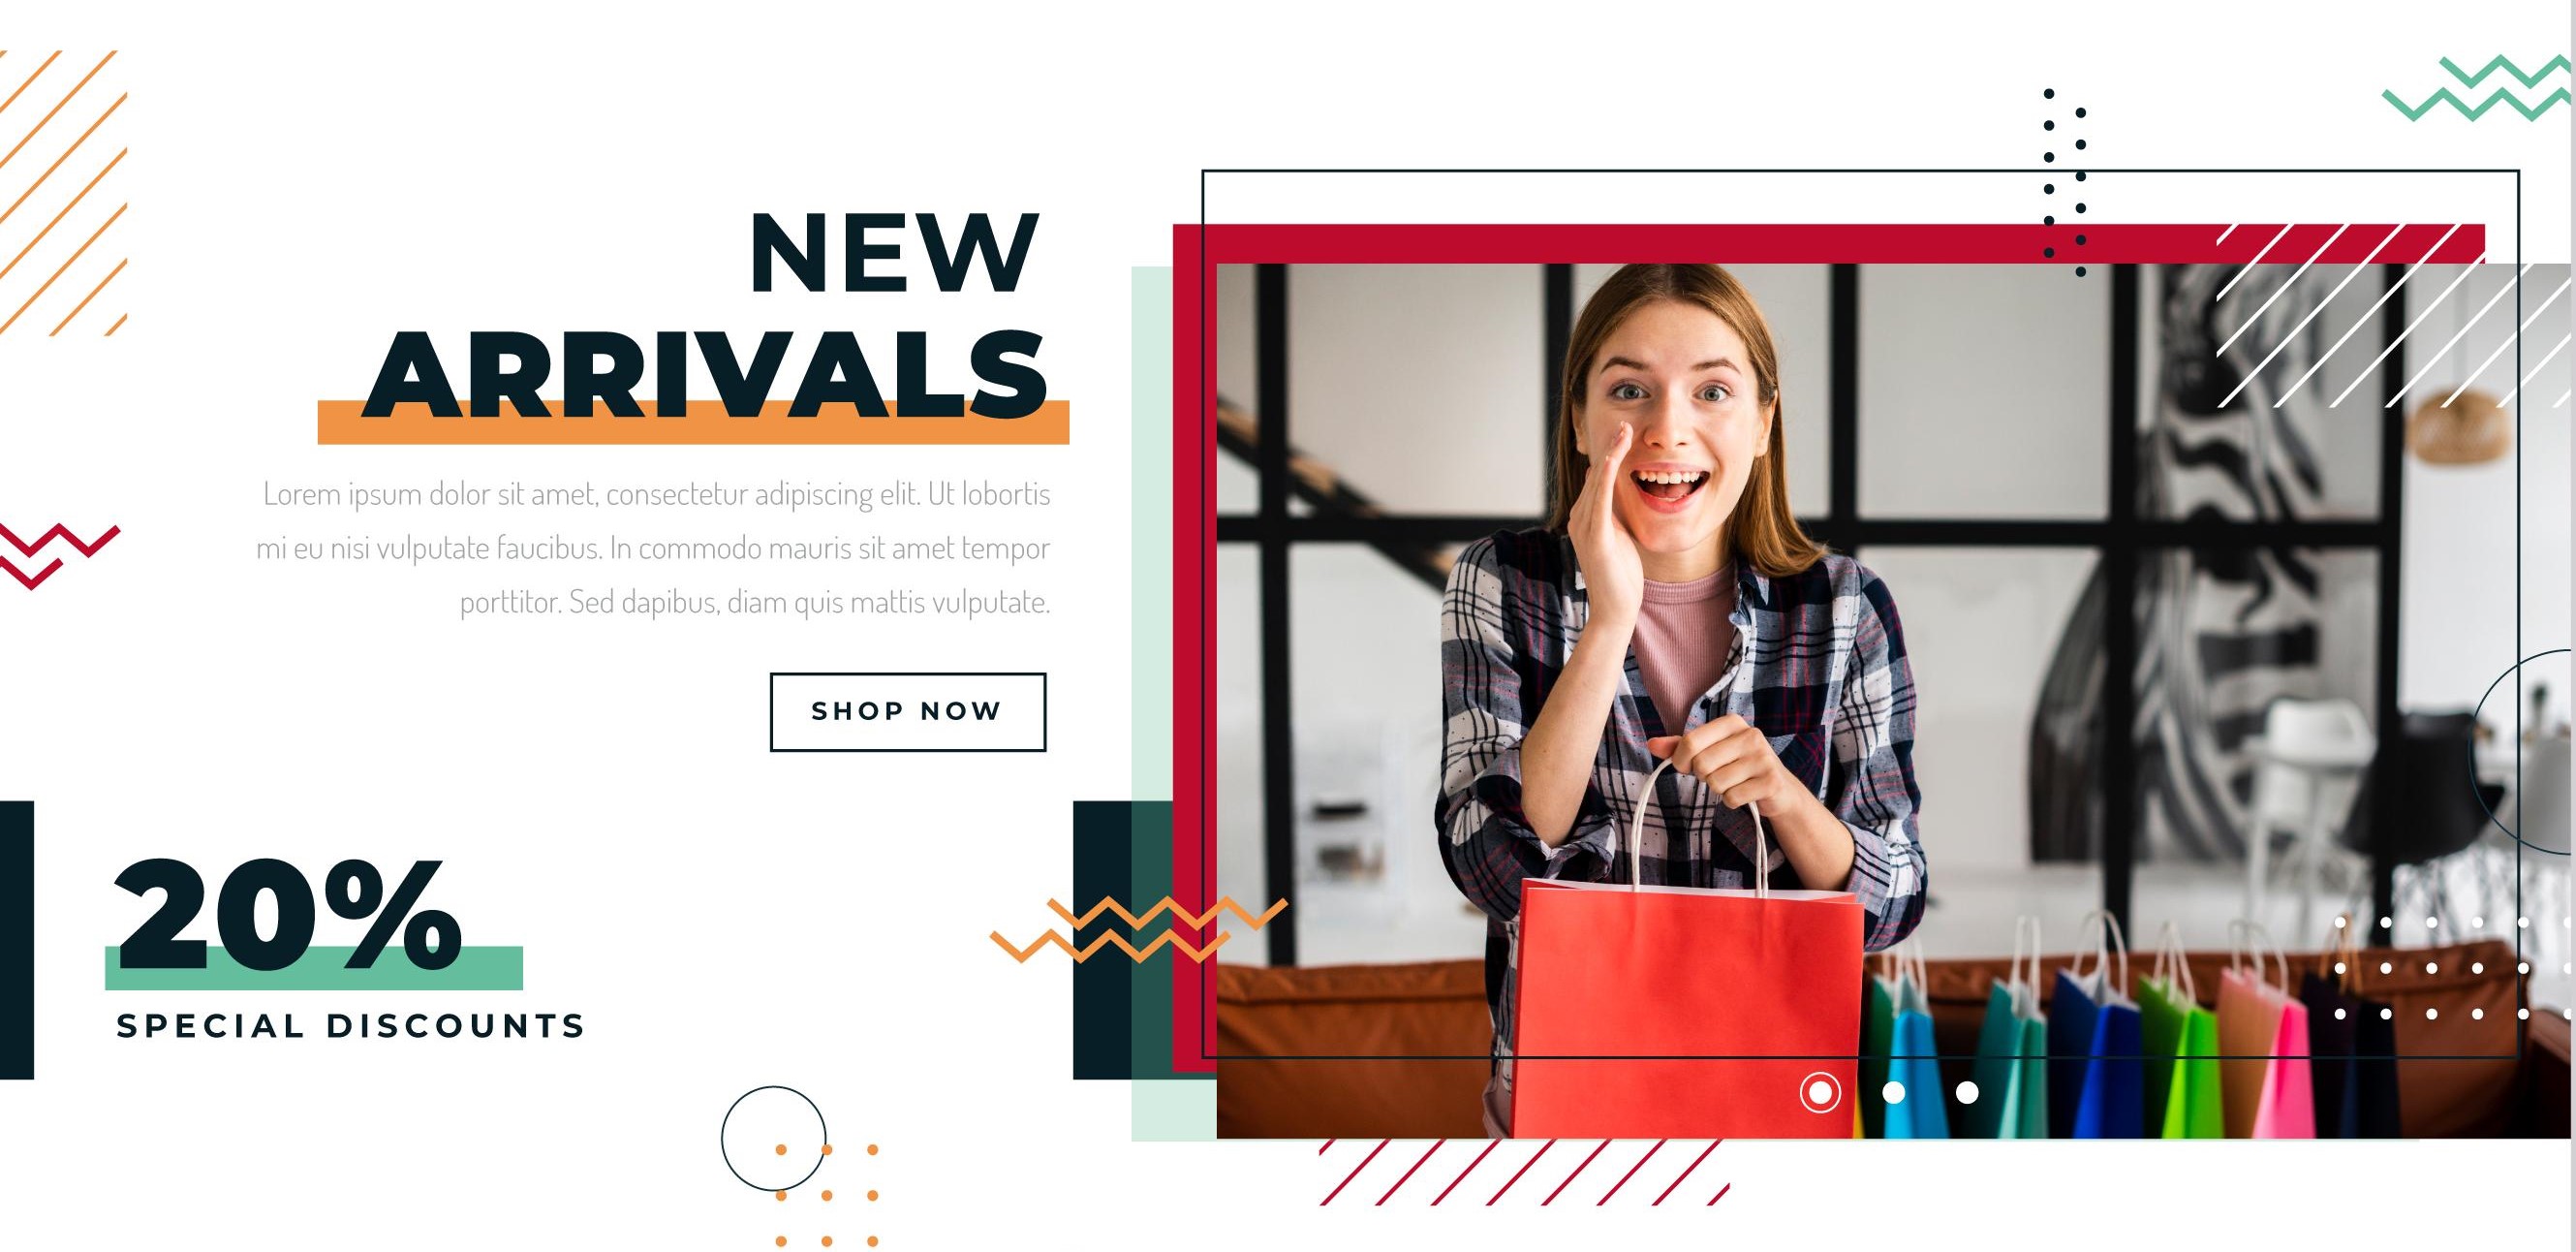 NEW
ARRIVALS
Lorem ipsum dolor sit amet, consectetur adipiscing elit. Ut lobortis
mi eu nisi vulputate faucibus. In commodo mauris sit amet tempor
porttitor. Sed dapibus, diam quis mattis vulputate.
SHOP NOW
20%
SPECIAL DISCOUNTS